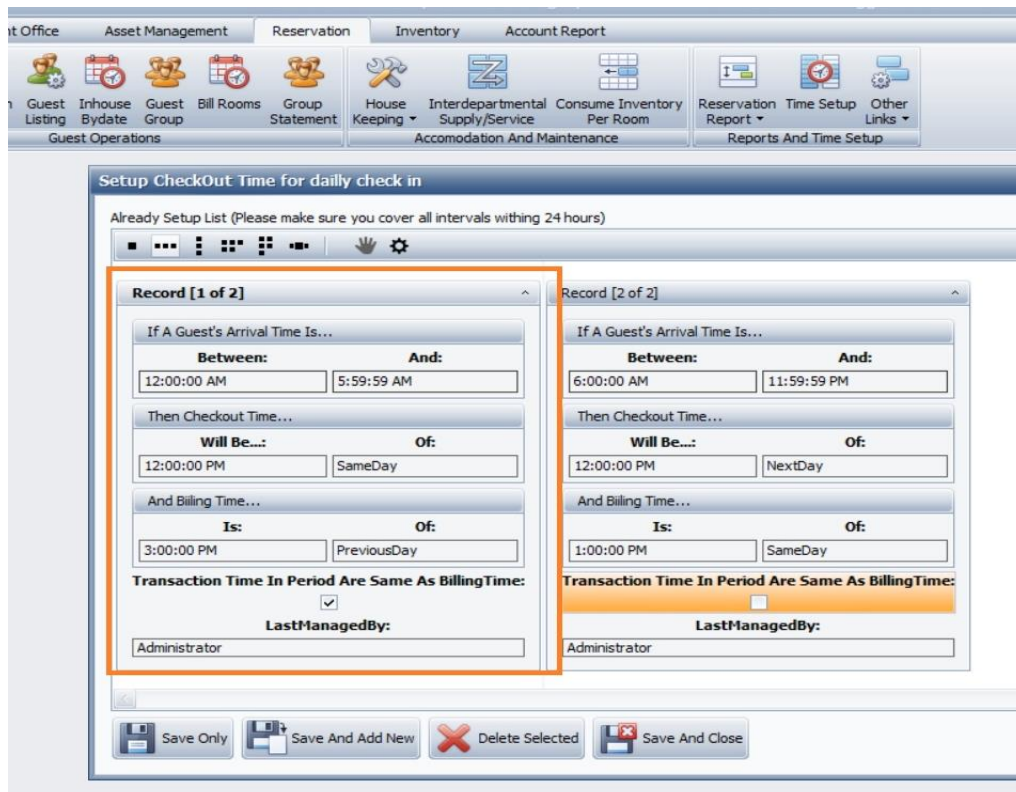 t Office Asset Management Reservation Inventory Account Report
n Guest Listing Inhouse Bydate Guest Group Bill Rooms Group Statement House Keeping Interdepartmental Supply/Service Consume Inventory Per Room Reservation Report Time Setup Other Links
Guest Operations Accomodation And Maintenance Reports And Time Setup
Setup CheckOut Time for dailly check in
Already Setup List (Please make sure you cover all intervals withing 24 hours)
Record [1 of 2]
If A Guest's Arrival Time Is...
Between: And:
12:00:00 AM 5:59:59 AM
Then Checkout Time...
Will Be...: Of:
12:00:00 PM SameDay
And Biiling Time...
Is: Of:
3:00:00 PM PreviousDay
Transaction Time In Period Are Same As BillingTime:
LastManagedBy:
Administrator
Record [2 of 2]
If A Guest's Arrival Time Is...
Between: And:
6:00:00 AM 11:59:59 PM
Then Checkout Time...
Will Be...: Of:
12:00:00 PM NextDay
And Biiling Time...
Is: Of:
1:00:00 PM SameDay
Transaction Time In Period Are Same As BillingTime:
LastManagedBy:
Administrator
Save Only Save And Add New Delete Selected Save And Close